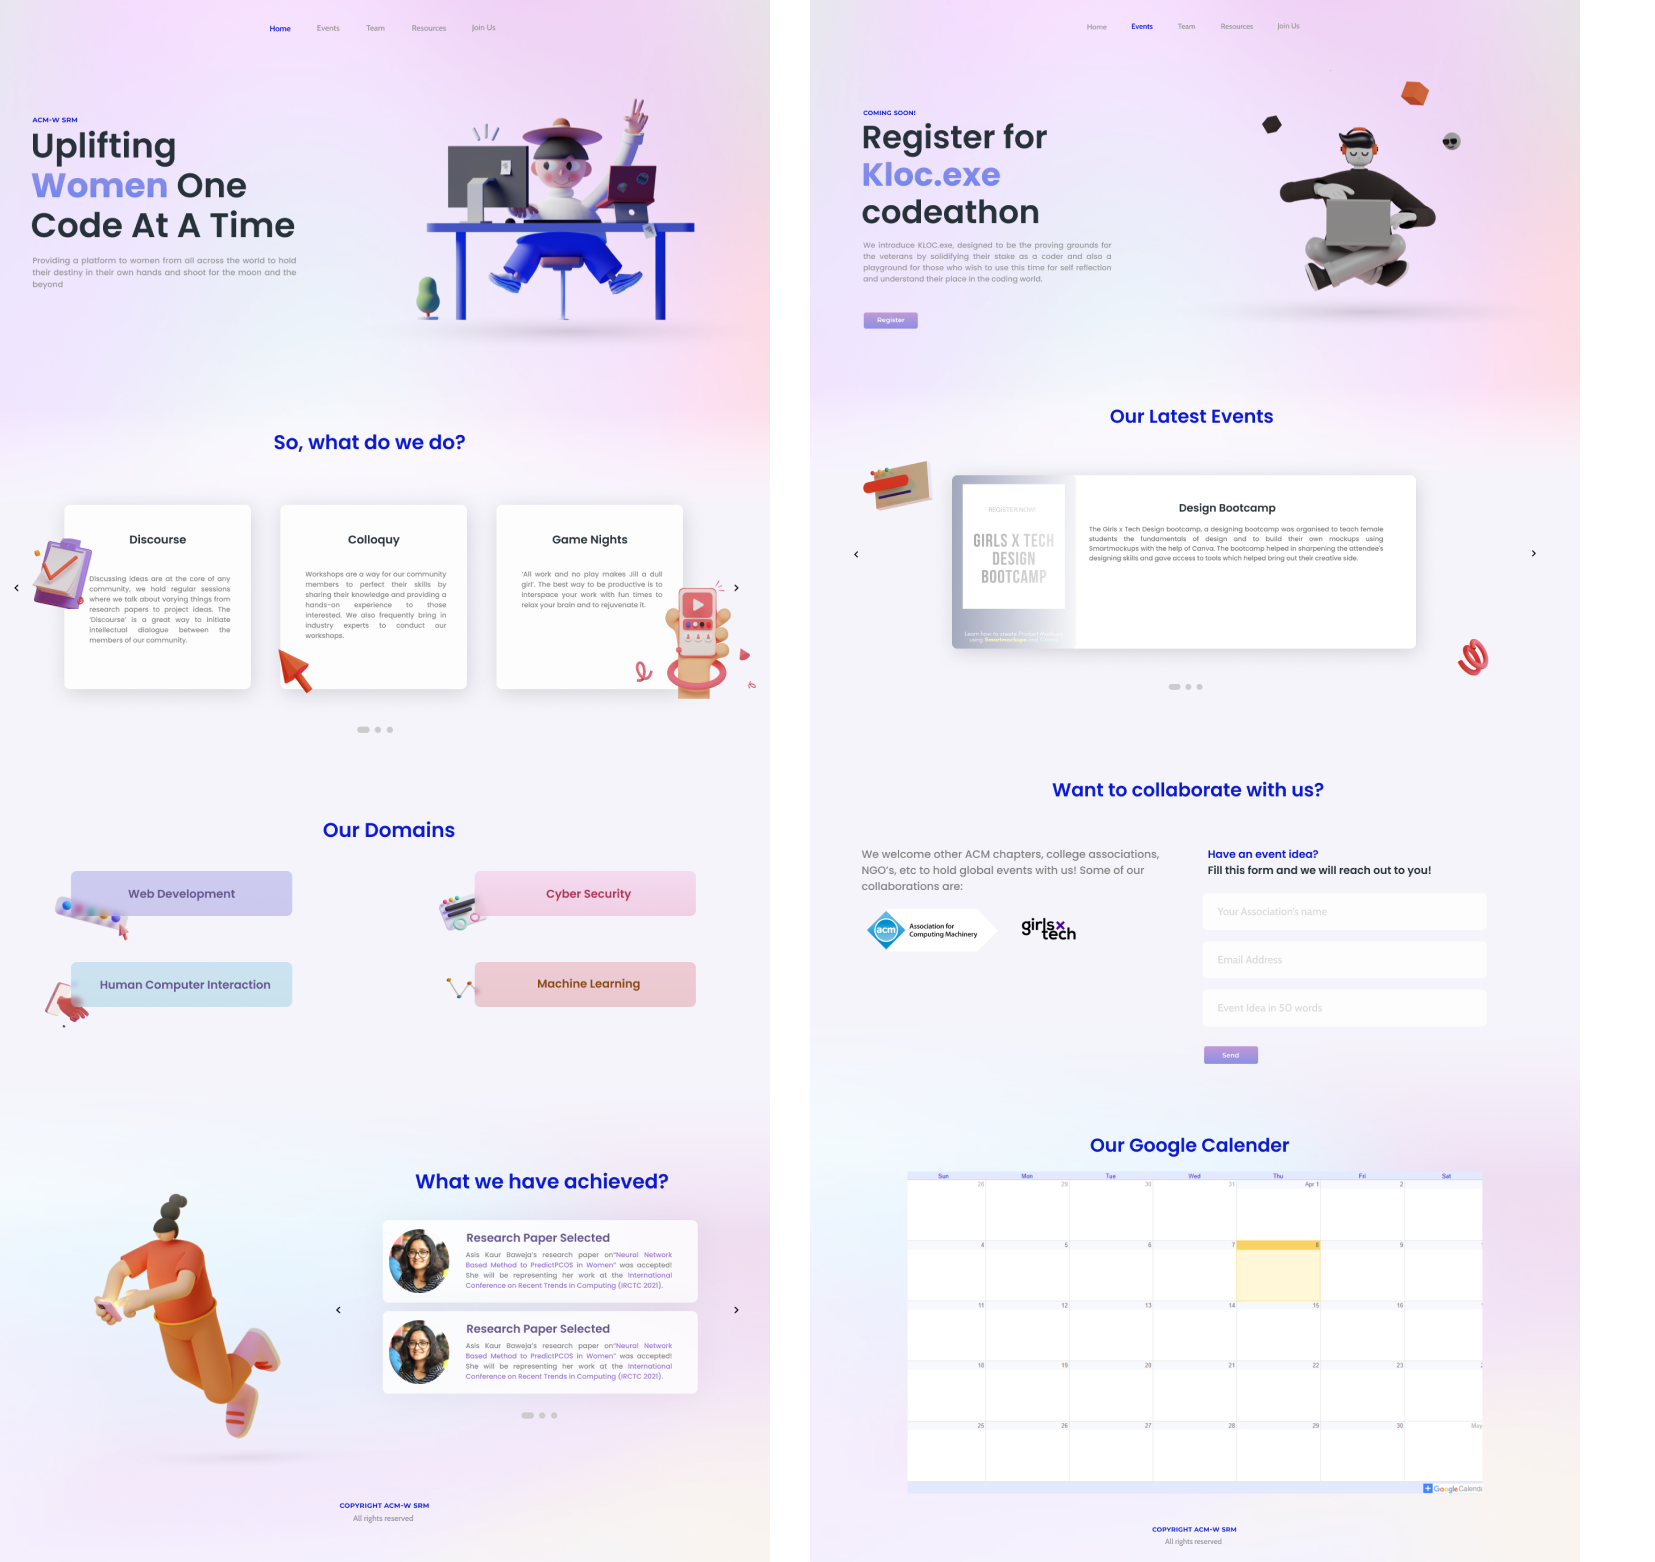 Home Events Team Resources Join Us
ACM-W SRM
Uplifting
Women One
Code At A Time
Providing a platform to women from all across the world to hold
their destiny in their own hands and shoot for the moon and the
beyond
So, what do we do?
Discourse
Discussing ideas are at the core of any
community, we hold regular sessions
where we talk about varying things from
research papers to project ideas. The
'Discourse' is a great way to initiate
intellectual dialogue between the
members of our community.
Colloquy
Workshops are a way for our community
members to perfect their skills by
sharing their knowledge and providing a
hands-on experience to those
interested. We also frequently bring in
industry experts to conduct our
workshops.
Game Nights
'All work and no play makes Jill a dull
girl'. The best way to be productive is to
interspace your work with fun times to
relax your brain and to rejuvenate it.
Our Domains
Web Development
Cyber Security
Human Computer Interaction
Machine Learning
What we have achieved?
Research Paper Selected
Asis Kaur Baweja's research paper on"Neural Network
Based Method to PredictPCOS in Women" was accepted!
She will be representing her work at the International
Conference on Recent Trends in Computing (IRCTC 2021).
Research Paper Selected
Asis Kaur Baweja's research paper on"Neural Network
Based Method to PredictPCOS in Women" was accepted!
She will be representing her work at the International
Conference on Recent Trends in Computing (IRCTC 2021).
COPYRIGHT ACM-W SRM
All rights reserved
Home Events Team Resources Join Us
COMING SOON!
Register for
Kloc.exe
codeathon
We introduce KLOC.exe, designed to be the proving grounds for
the veterans by solidifying their stake as a coder and also a
playground for those who wish to use this time for self reflection
and understand their place in the coding world.
Register
Our Latest Events
REGISTER NOW!
GIRLS X TECH
DESIGN
BOOTCAMP
Learn how to create Product Mockups
using Smartmockups and Canva
Design Bootcamp
The Girls x Tech Design bootcamp, a designing bootcamp was organised to teach female
students the fundamentals of design and to build their own mockups using
Smartmockups with the help of Canva. The bootcamp helped in sharpening the attendee's
designing skills and gave access to tools which helped bring out their creative side.
Want to collaborate with us?
We welcome other ACM chapters, college associations,
NGO's, etc to hold global events with us! Some of our
collaborations are:
acm Association for
Computing Machinery
girlsx
tech
Have an event idea?
Fill this form and we will reach out to you!
Your Association's name
Email Address
Event Idea in 50 words
Send
Our Google Calender
Sun Mon Tue Wed Thu Fri Sat
28 29 30 31 Apr 1 2
4 5 6 7 8 9
11 12 13 14 15 16
18 19 20 21 22 23
25 26 27 28 29 30 May
Google Calenda
COPYRIGHT ACM-W SRM
All rights reserved